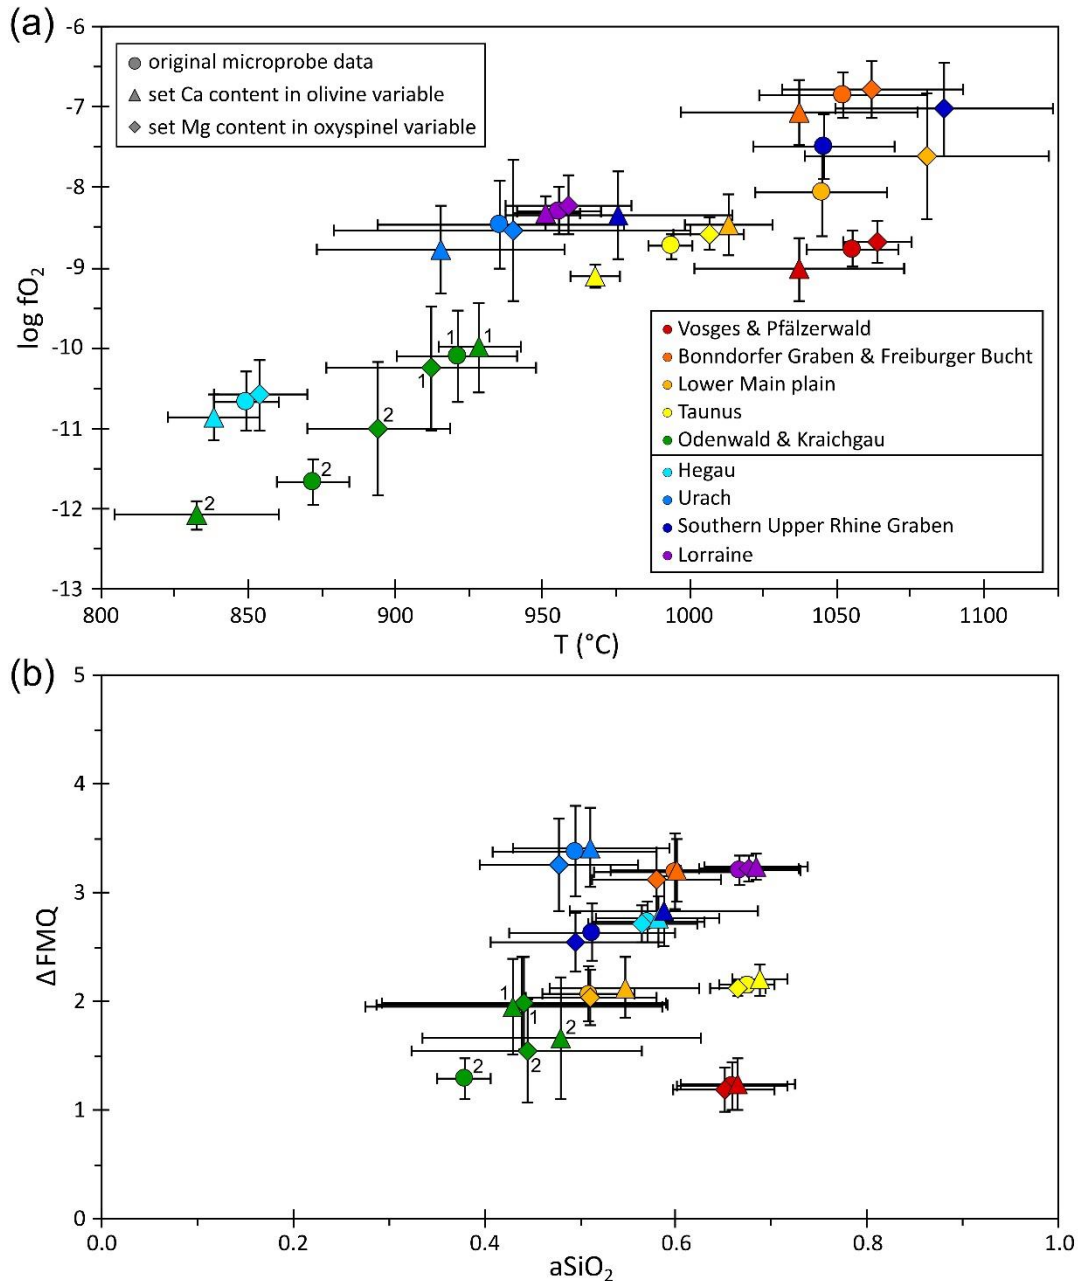 (a)
-6
-7
-8
-9
-10
-11
-12
-13
log fO₂
original microprobe data
set Ca content in olivine variable
set Mg content in oxyspinel variable
1
1
1
2
2
2
Vosges & Pfälzerwald
Bonndorfer Graben & Freiburger Bucht
Lower Main plain
Taunus
Odenwald & Kraichgau
Hegau
Urach
Southern Upper Rhine Graben
Lorraine
800 850 900 950 1000 1050 1100
T (°C)
(b)
5
4
3
2
1
0
ΔFMQ
1
1
2
2
2
0.0 0.2 0.4 0.6 0.8 1.0
aSiO₂